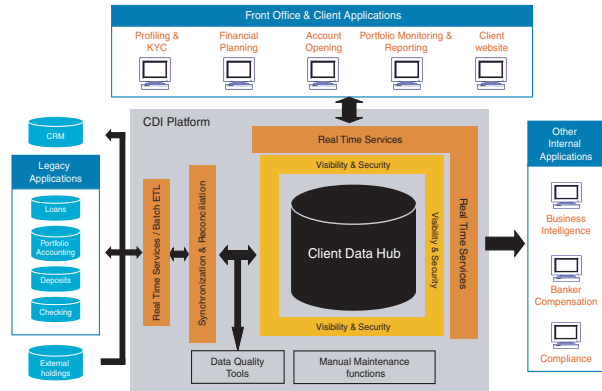 Front Office & Client Applications
Profiling &
KYC
Financial
Planning
Account
Opening
Portfolio Monitoring &
Reporting
Client
website
CDI Platform
CRM
Legacy
Applications
Loans
Portfolio
Accounting
Deposits
Checking
External
holdings
Real Time Services / Batch ETL
Synchronization & Reconciliation
Real Time Services
Visibility & Security
Client Data Hub
Visibility & Security
Visibility & Security
Real Time Services
Data Quality
Tools
Manual Maintenance
functions
Other
Internal
Applications
Business
Intelligence
Banker
Compensation
Compliance